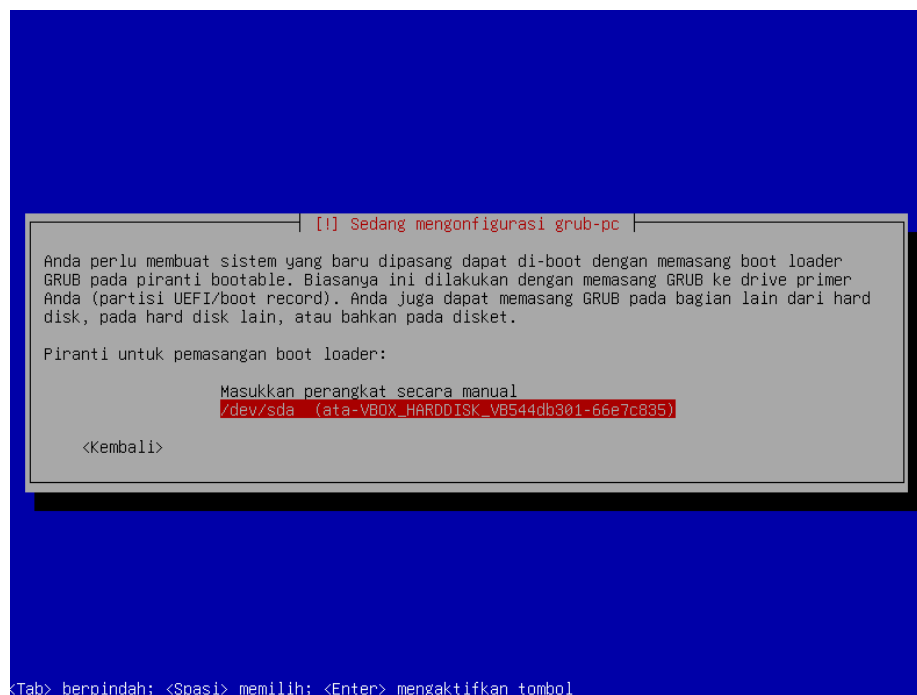 [!] Sedang mengonfigurasi grub-pc
Anda perlu membuat sistem yang baru dipasang dapat di-boot dengan memasang boot loader
GRUB pada piranti bootable. Biasanya ini dilakukan dengan memasang GRUB ke drive primer
Anda (partisi UEFI/boot record). Anda juga dapat memasang GRUB pada bagian lain dari hard
disk, pada hard disk lain, atau bahkan pada disket.
Piranti untuk pemasangan boot loader:
Masukkan perangkat secara manual
/dev/sda (ata-VBOX_HARDDISK_VB544db301-66e7c835)
<Kembali>
<Tab> berpindah; <Spasi> memilih; <Enter> mengaktifkan tombol